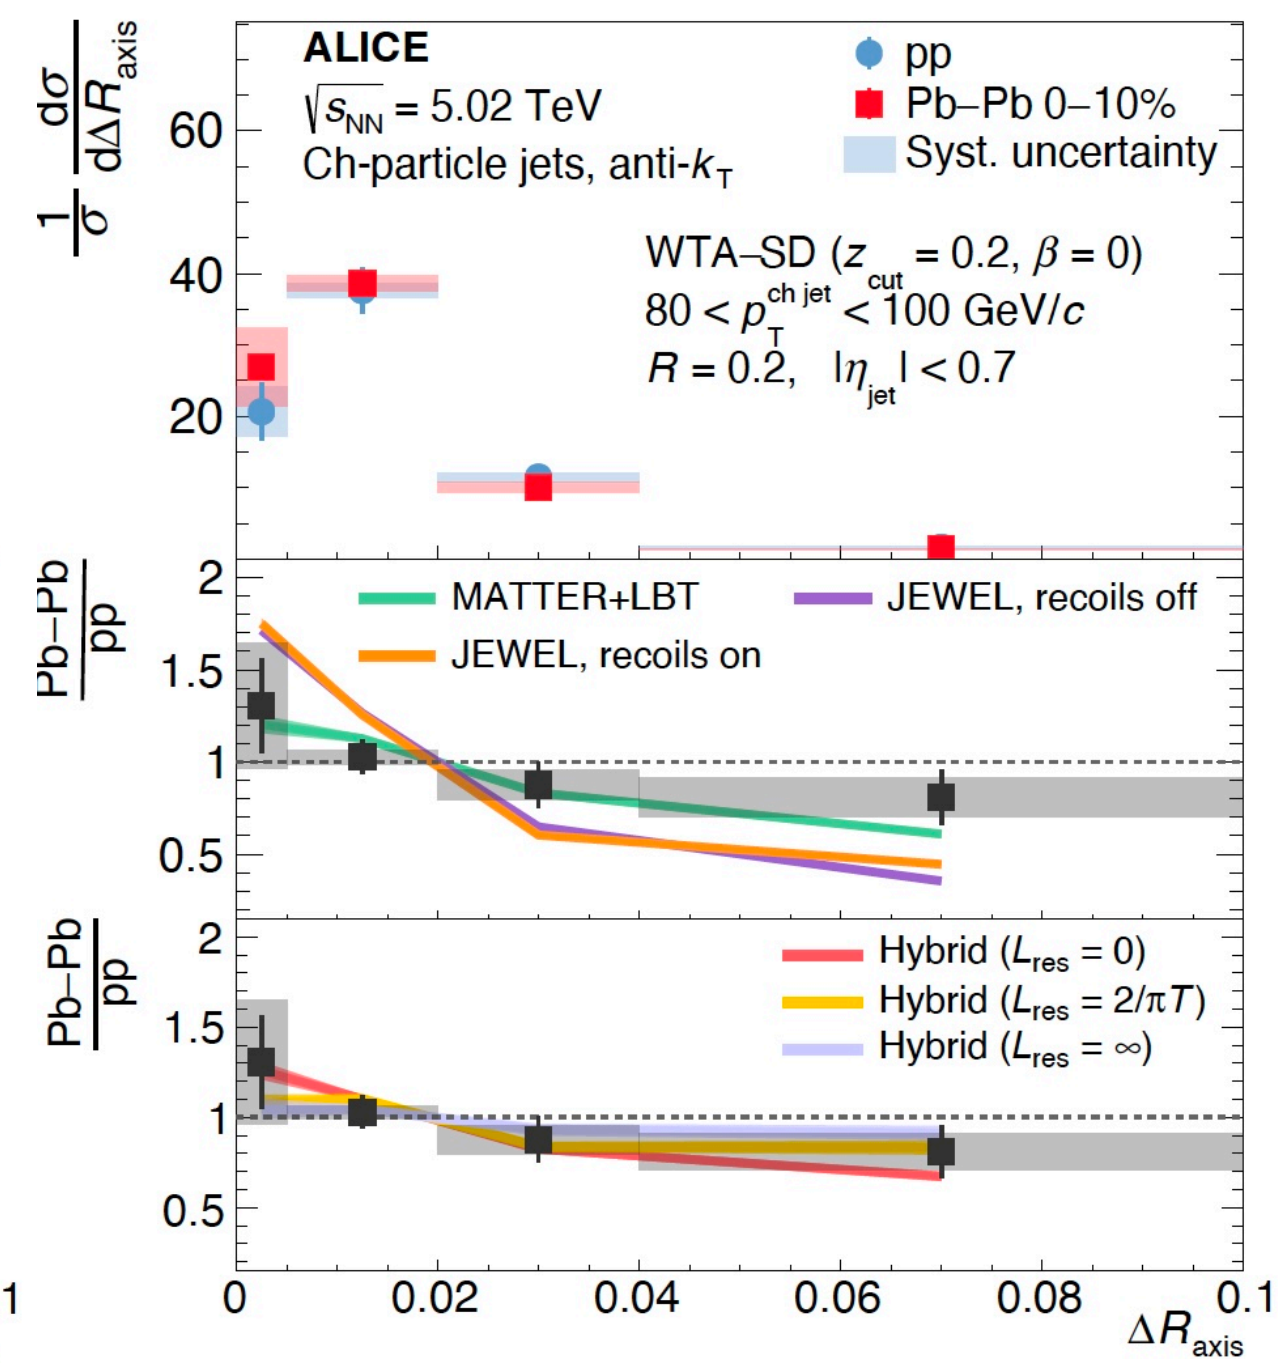 1/σ dσ/dΔR_axis
ALICE
√s_NN = 5.02 TeV
Ch-particle jets, anti-k_T
pp
Pb–Pb 0–10%
Syst. uncertainty
WTA–SD (z_cut = 0.2, β = 0)
80 < p_T^ch jet < 100 GeV/c
R = 0.2, |η_jet| < 0.7
60
40
20
Pb–Pb/pp
MATTER+LBT
JEWEL, recoils off
JEWEL, recoils on
2
1.5
1
0.5
Pb–Pb/pp
Hybrid (L_res = 0)
Hybrid (L_res = 2/πT)
Hybrid (L_res = ∞)
2
1.5
1
0.5
1
0 0.02 0.04 0.06 0.08 0.1
ΔR_axis